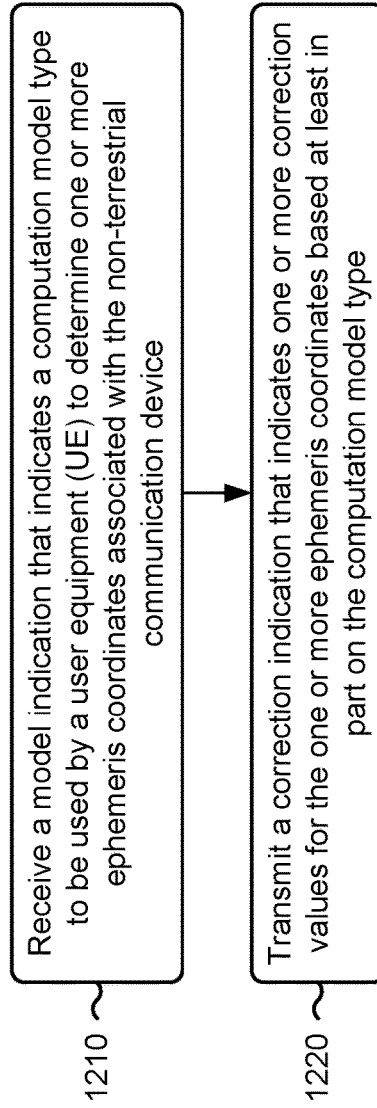 1210
Receive a model indication that indicates a computation model type
to be used by a user equipment (UE) to determine one or more
ephemeris coordinates associated with the non-terrestrial
communication device
1220
Transmit a correction indication that indicates one or more correction
values for the one or more ephemeris coordinates based at least in
part on the computation model type